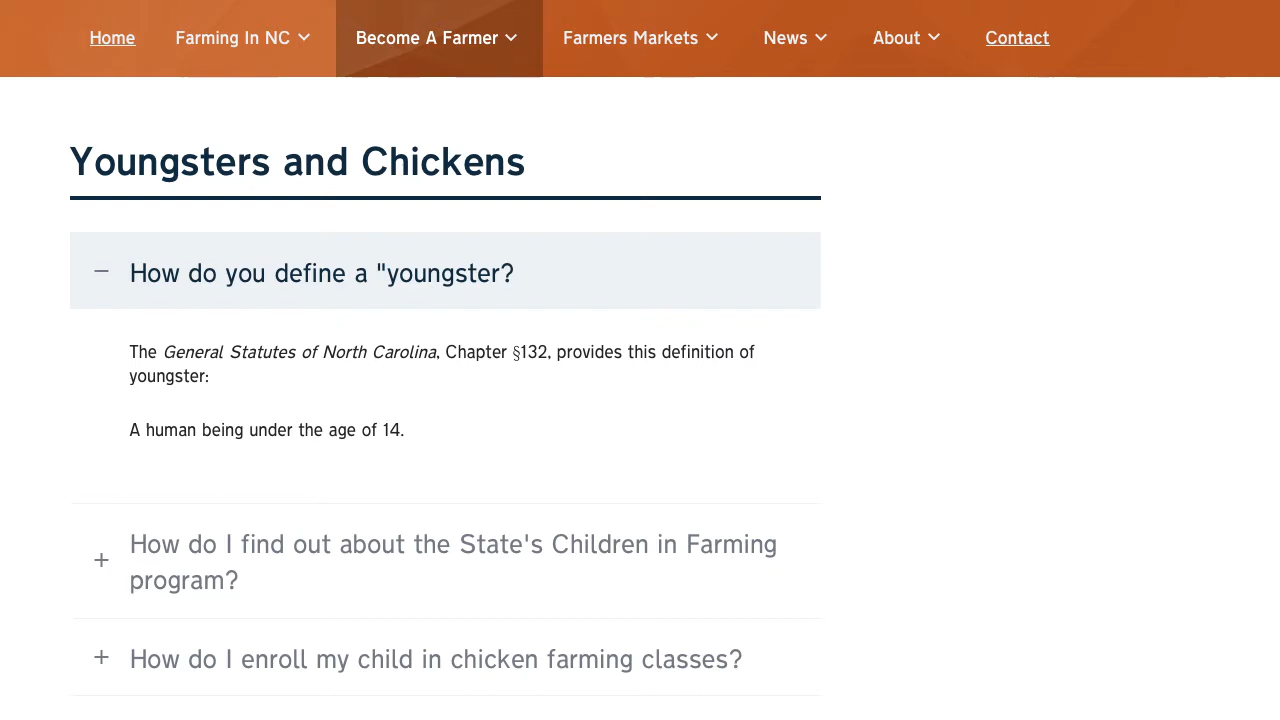 Home Farming In NC Become A Farmer Farmers Markets News About Contact
Youngsters and Chickens
How do you define a "youngster?
The General Statutes of North Carolina, Chapter §132, provides this definition of
youngster:
A human being under the age of 14.
How do I find out about the State's Children in Farming
program?
How do I enroll my child in chicken farming classes?